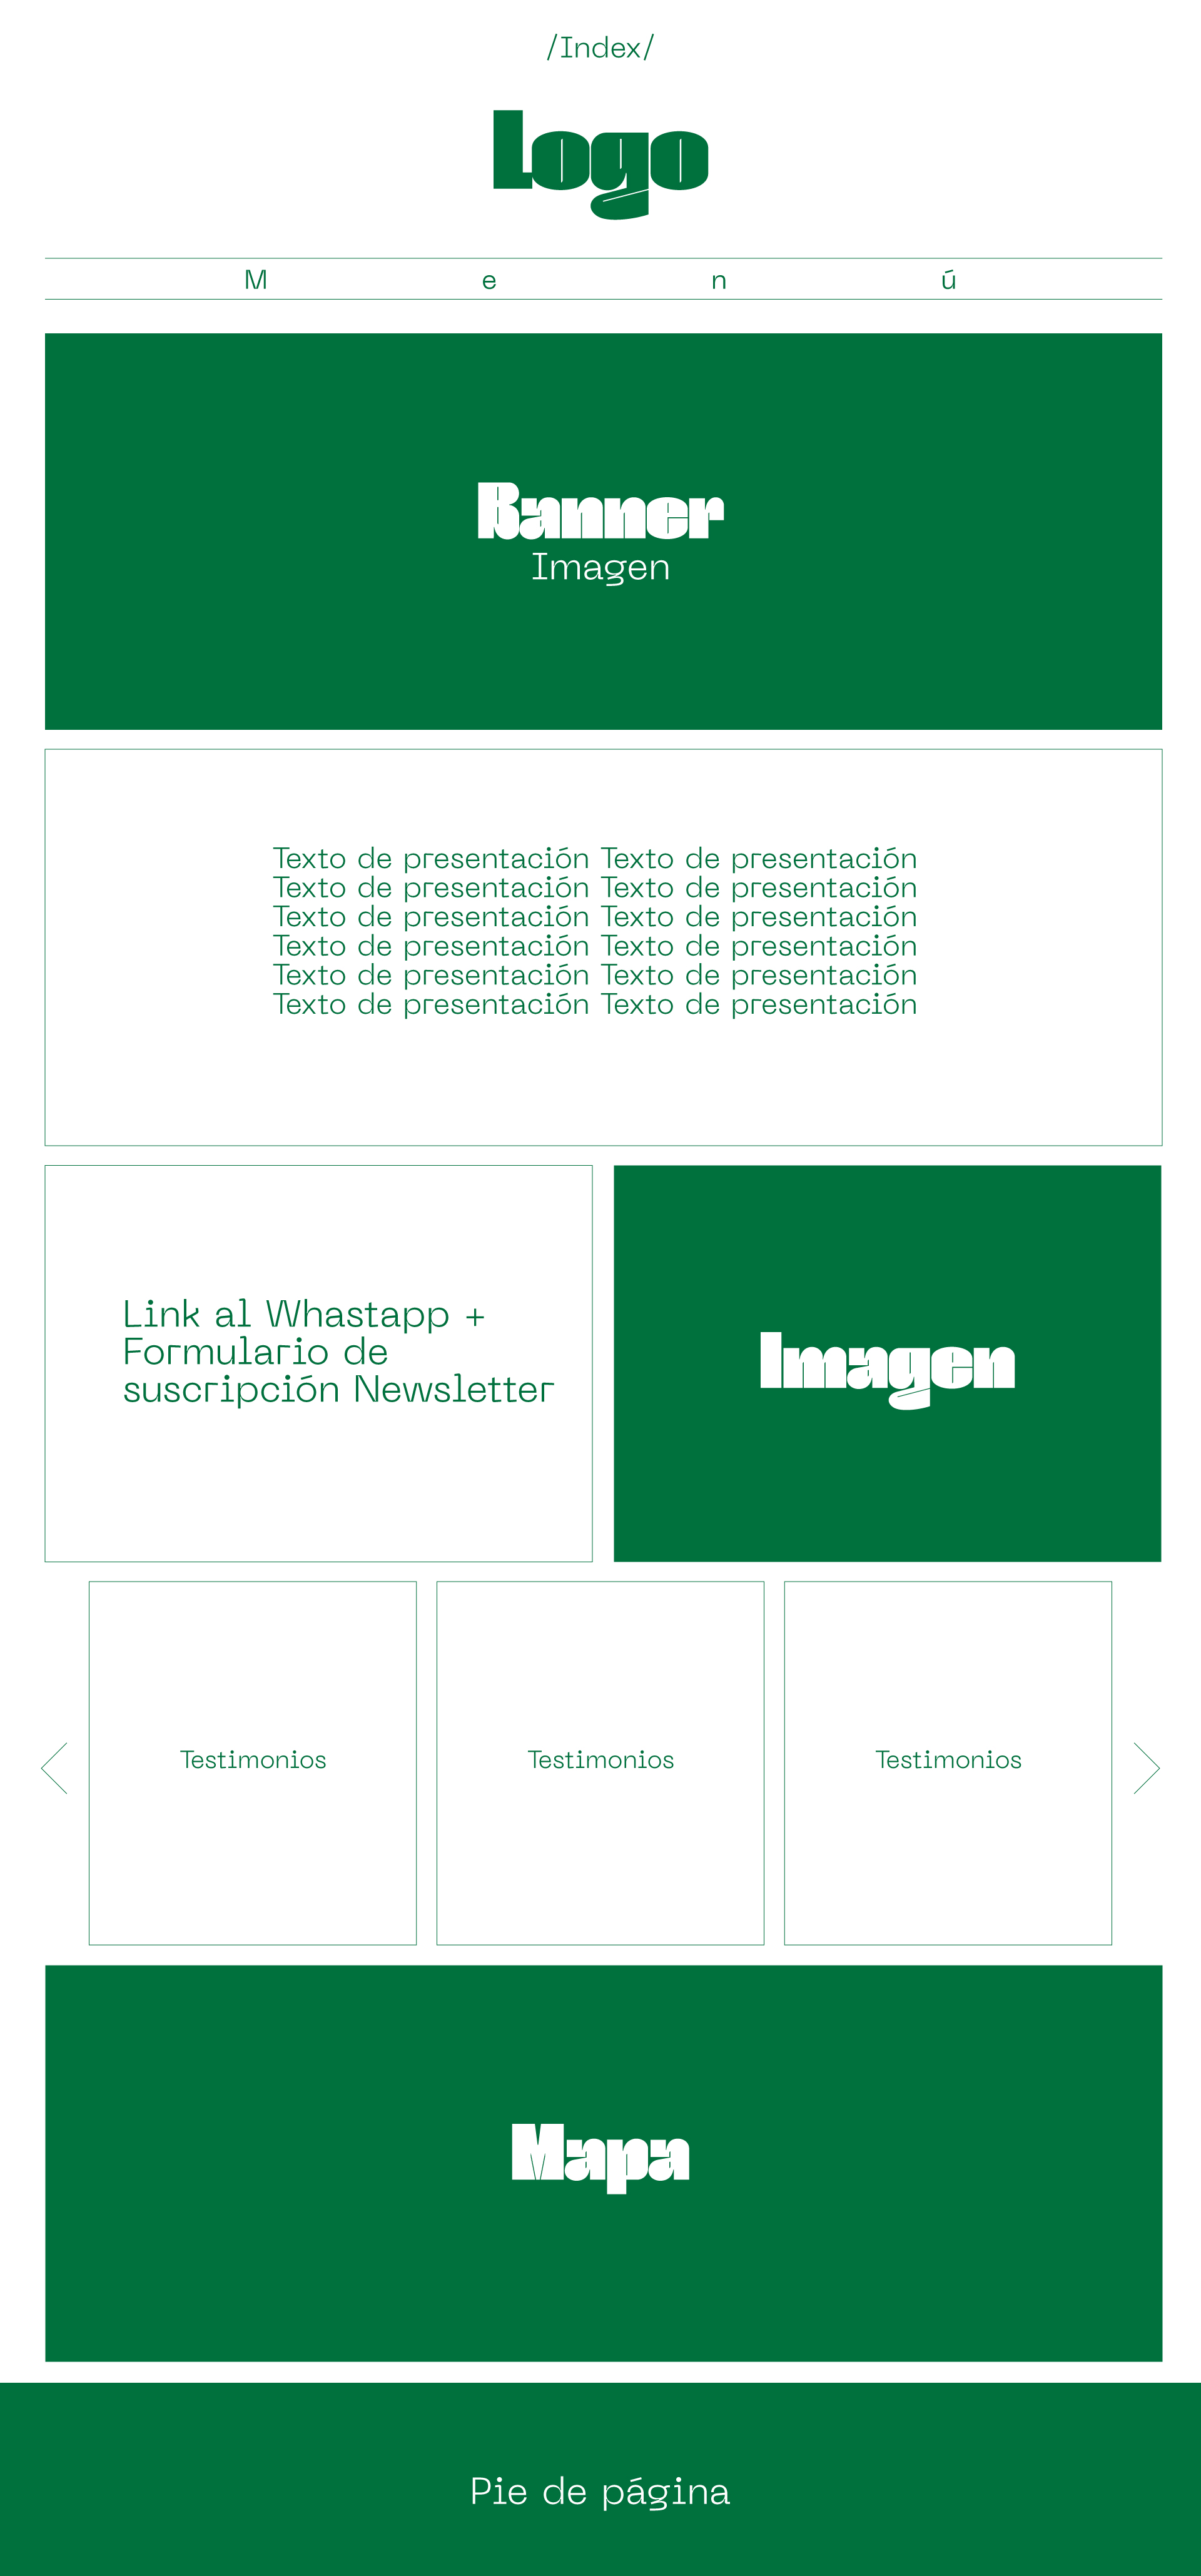 /Index/
Logo
M e n ú
Banner
Imagen
Texto de presentación Texto de presentación
Texto de presentación Texto de presentación
Texto de presentación Texto de presentación
Texto de presentación Texto de presentación
Texto de presentación Texto de presentación
Texto de presentación Texto de presentación
Link al Whastapp +
Formulario de
suscripción Newsletter
Imagen
Testimonios
Testimonios
Testimonios
Mapa
Pie de página